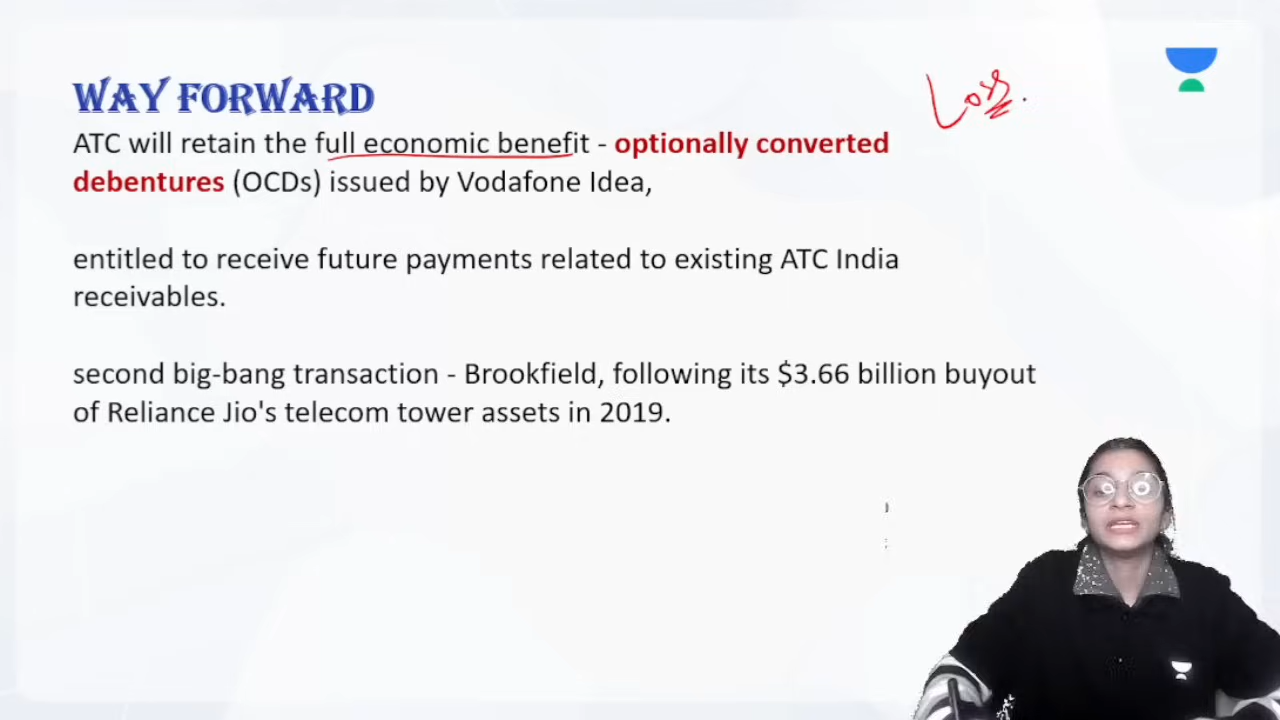 WAY FORWARD
Loss.
ATC will retain the full economic benefit - optionally converted
debentures (OCDs) issued by Vodafone Idea,
entitled to receive future payments related to existing ATC India
receivables.
second big-bang transaction - Brookfield, following its $3.66 billion buyout
of Reliance Jio's telecom tower assets in 2019.